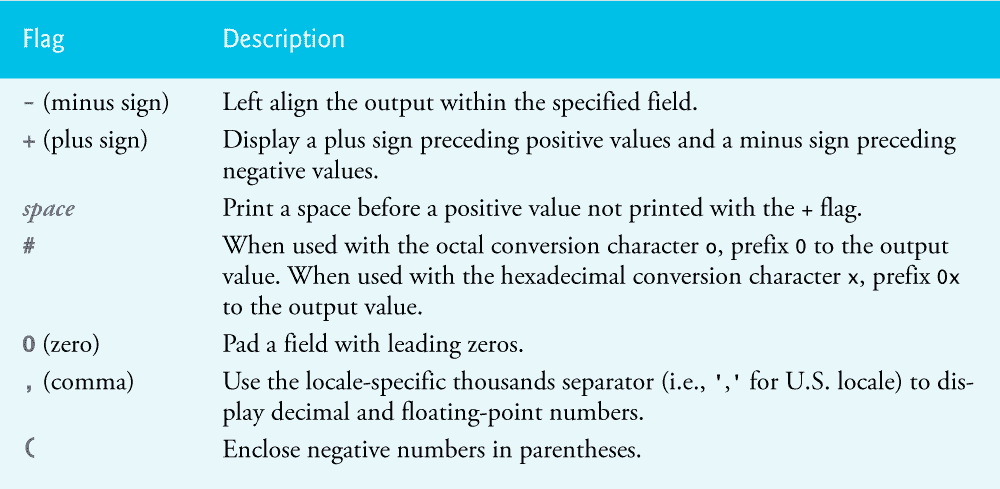 Flag Description
- (minus sign) Left align the output within the specified field.
+ (plus sign) Display a plus sign preceding positive values and a minus sign preceding
negative values.
space Print a space before a positive value not printed with the + flag.
# When used with the octal conversion character o, prefix 0 to the output
value. When used with the hexadecimal conversion character x, prefix 0x
to the output value.
0 (zero) Pad a field with leading zeros.
, (comma) Use the locale-specific thousands separator (i.e., ',' for U.S. locale) to dis-
play decimal and floating-point numbers.
( Enclose negative numbers in parentheses.